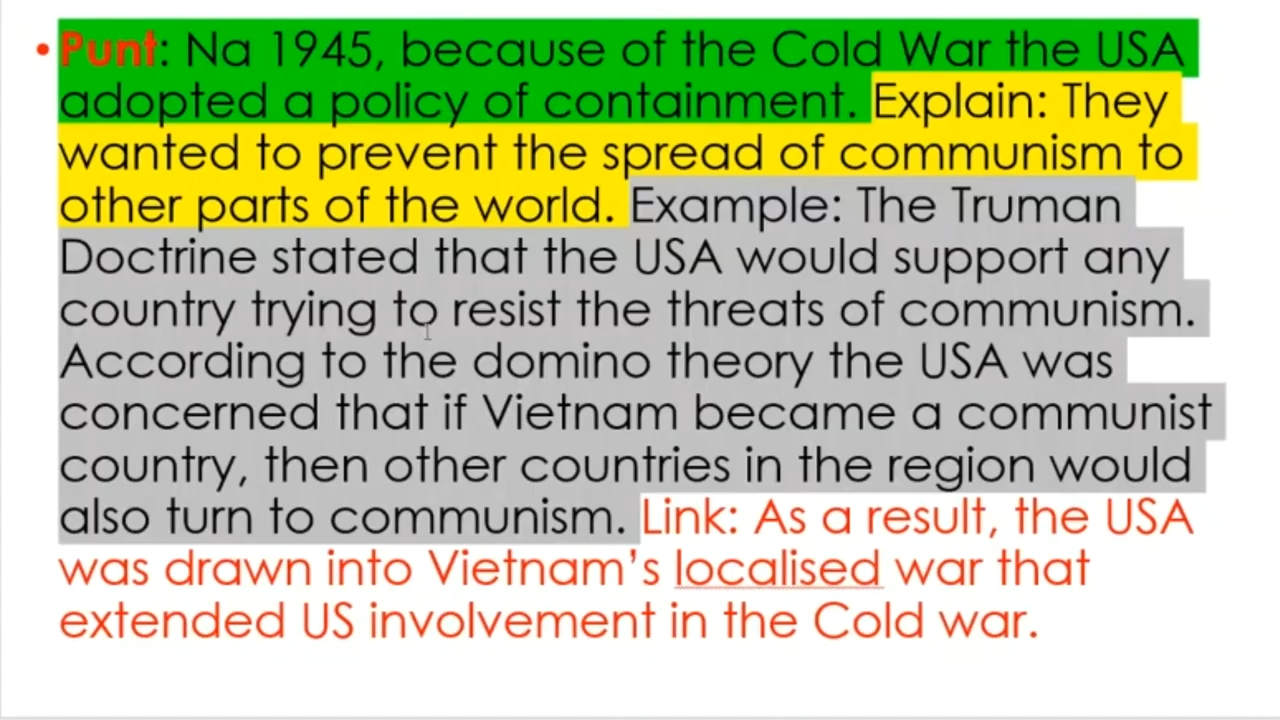 • Punt: Na 1945, because of the Cold War the USA
adopted a policy of containment. Explain: They
wanted to prevent the spread of communism to
other parts of the world. Example: The Truman
Doctrine stated that the USA would support any
country trying to resist the threats of communism.
According to the domino theory the USA was
concerned that if Vietnam became a communist
country, then other countries in the region would
also turn to communism. Link: As a result, the USA
was drawn into Vietnam’s localised war that
extended US involvement in the Cold war.